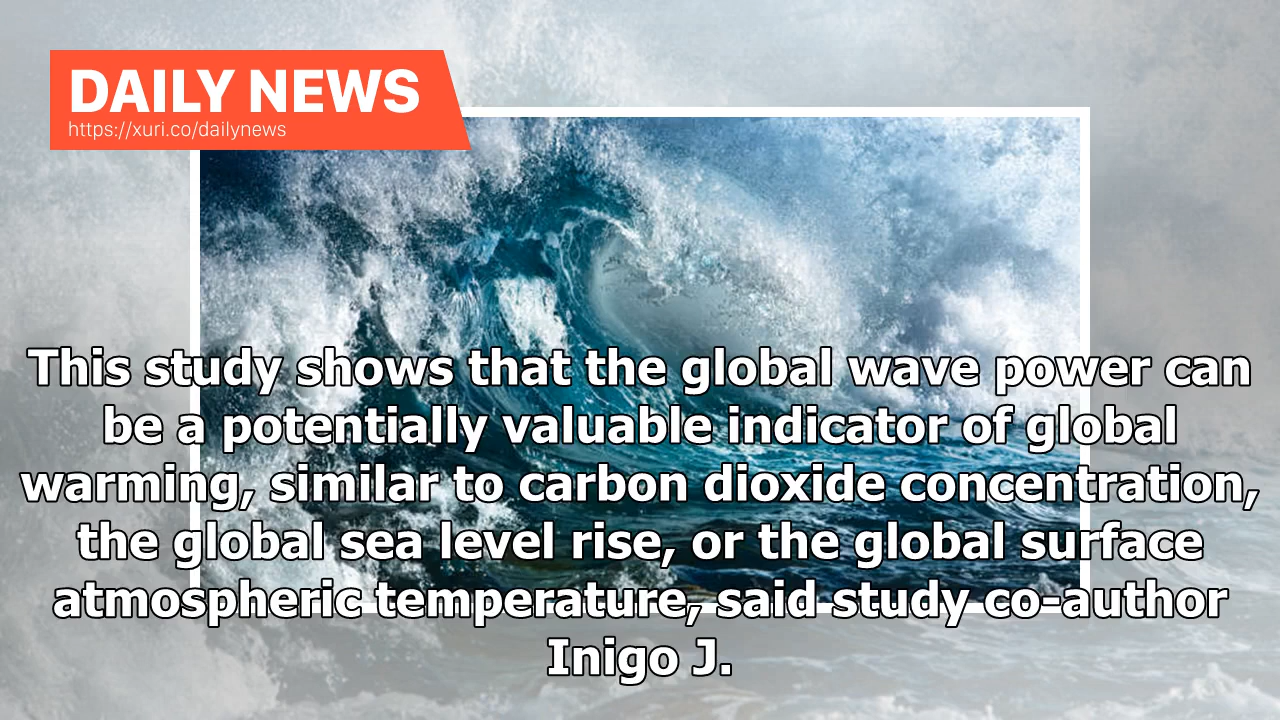 DAILY NEWS
https://xuri.co/dailynews
This study shows that the global wave power can
be a potentially valuable indicator of global
warming, similar to carbon dioxide concentration,
the global sea level rise, or the global surface
atmospheric temperature, said study co-author
Inigo J.